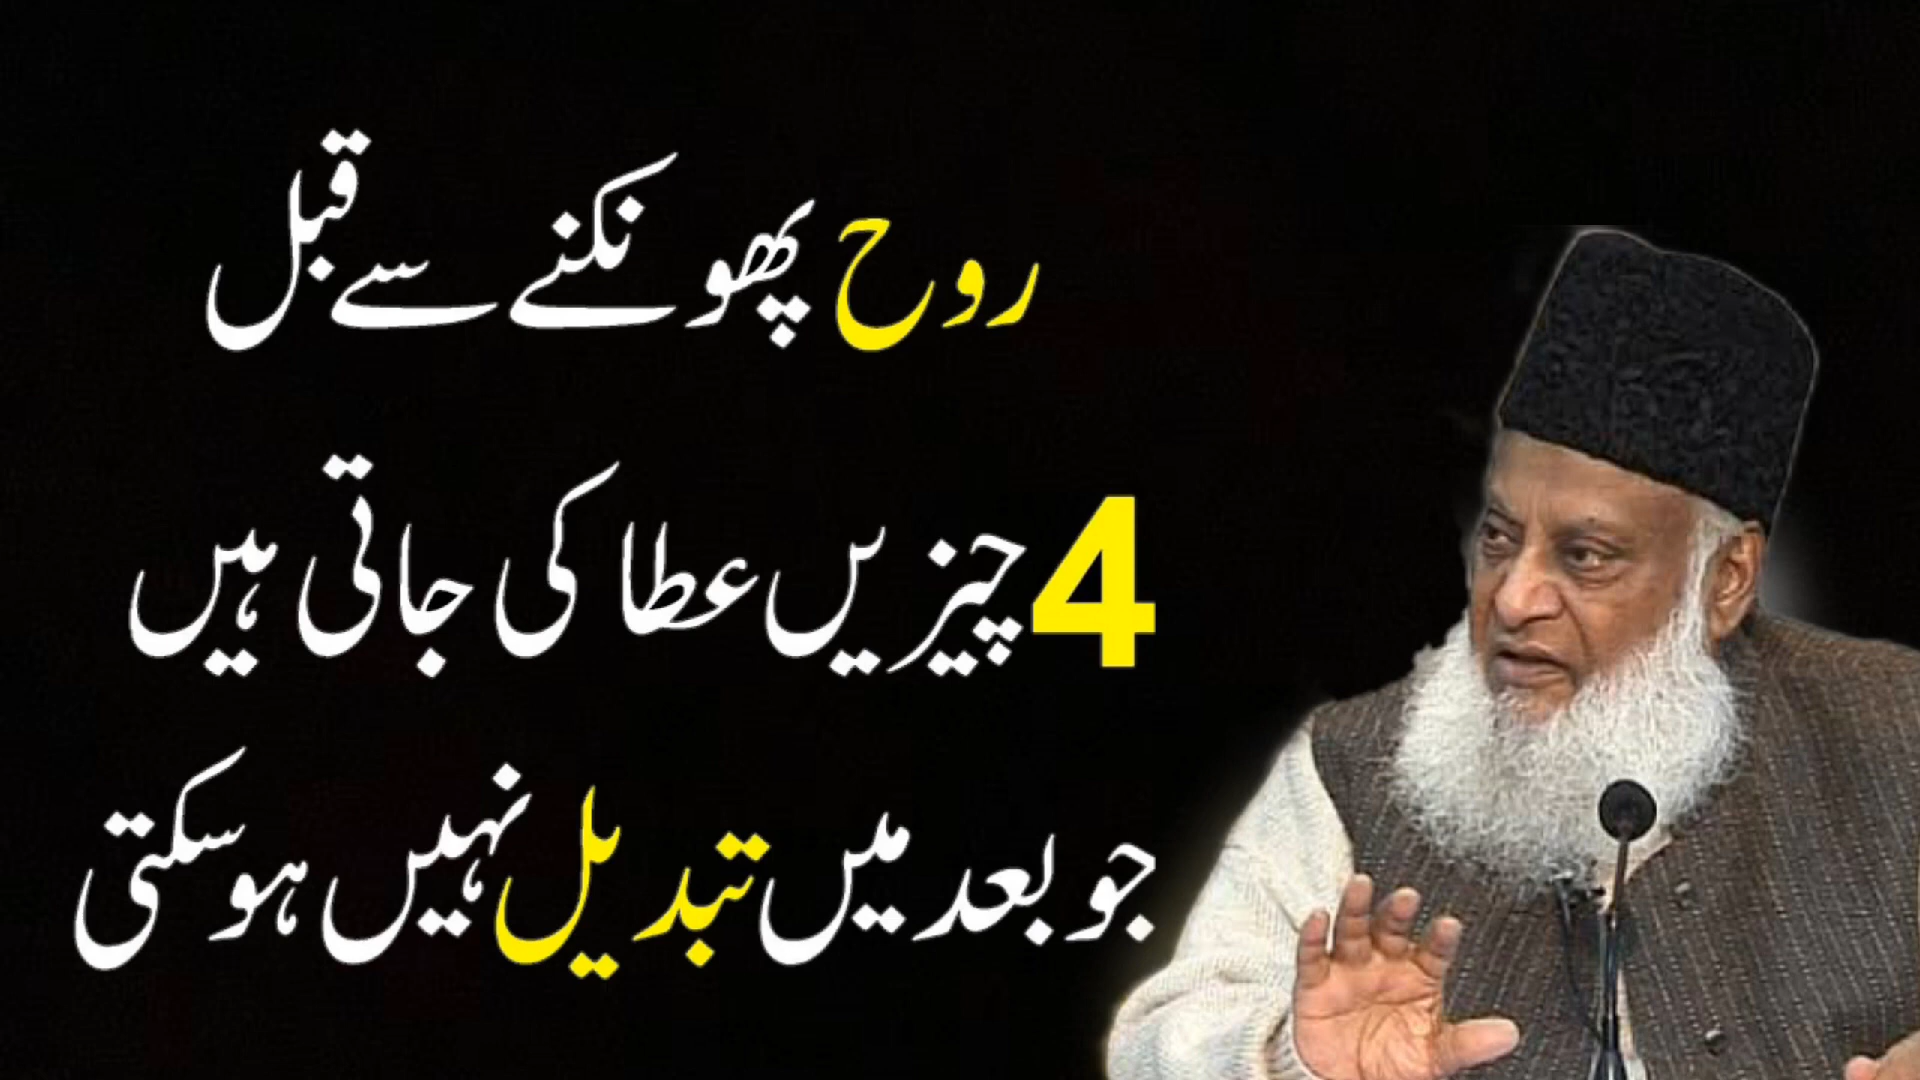 روح پھونکنے سے قبل
4 چیزیں عطا کی جاتی ہیں
جو بعد میں تبدیل نہیں ہو سکتی